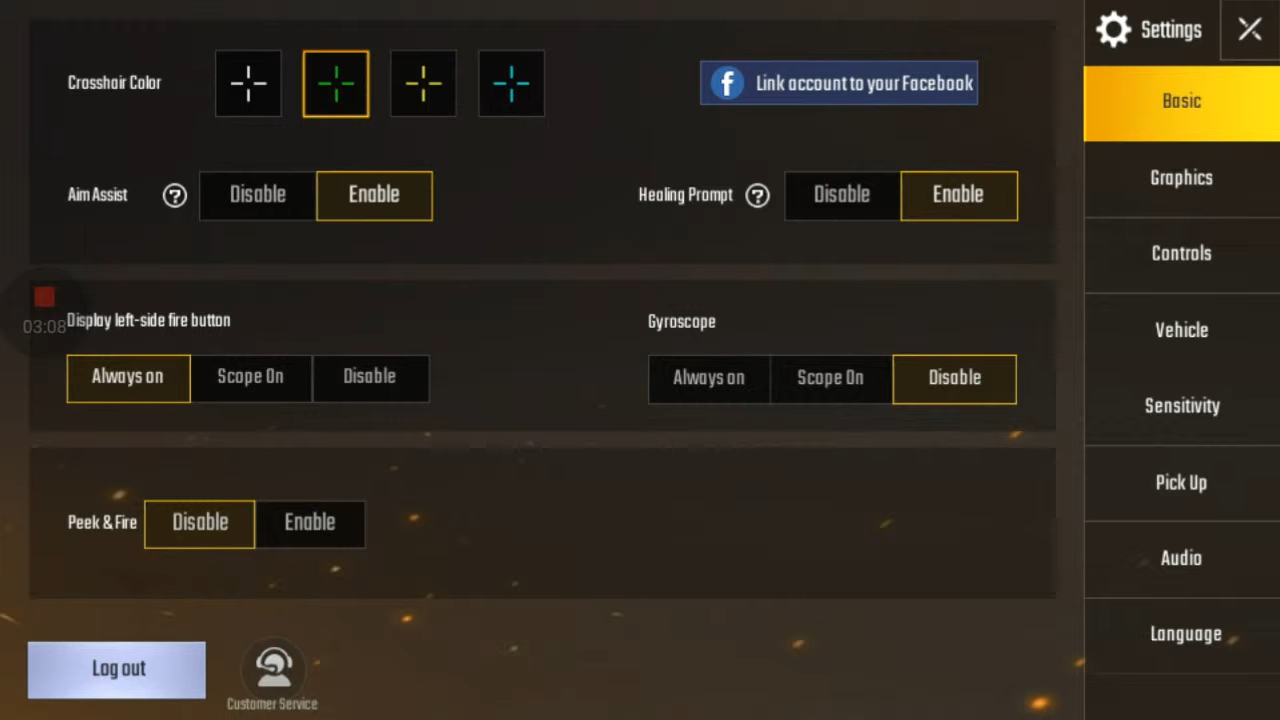 Settings
Crosshair Color
f Link account to your Facebook
Basic
Aim Assist ? Disable Enable
Healing Prompt ? Disable Enable
Graphics
Controls
03:08
Display left-side fire button
Gyroscope
Vehicle
Always on Scope On Disable
Always on Scope On Disable
Sensitivity
Pick Up
Peek & Fire Disable Enable
Audio
Language
Log out
Customer Service